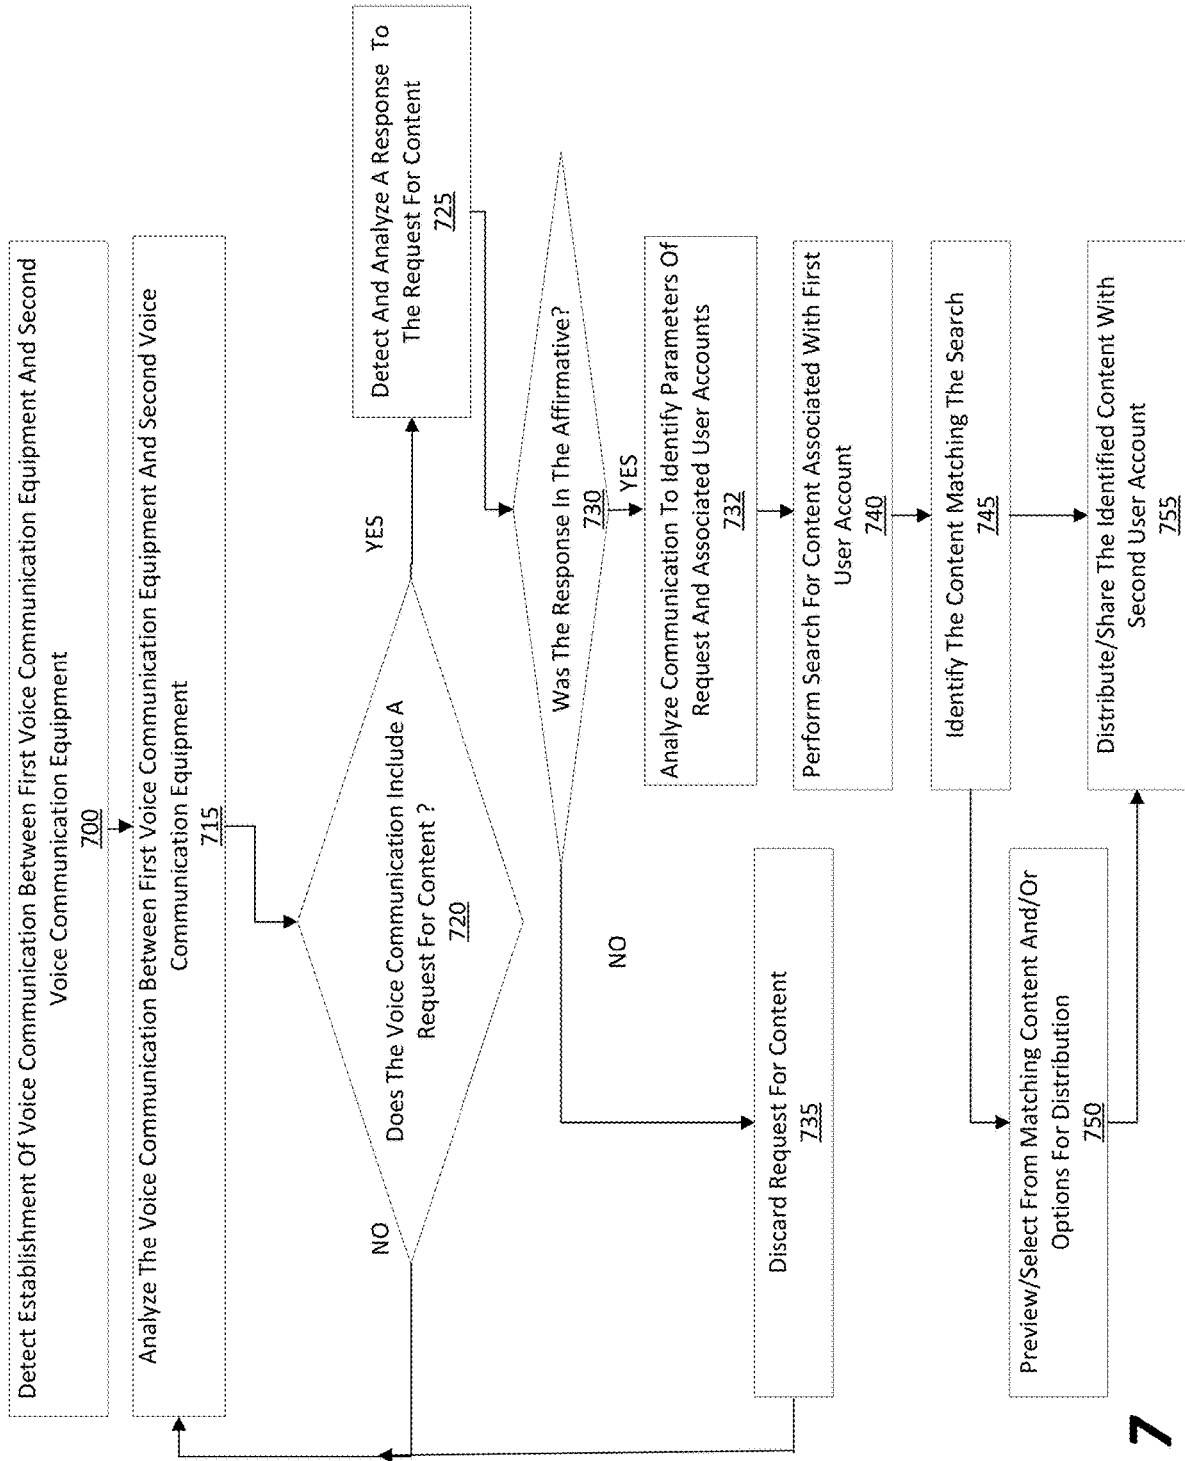 Detect Establishment Of Voice Communication Between First Voice Communication Equipment And Second
Voice Communication Equipment
700
Analyze The Voice Communication Between First Voice Communication Equipment And Second Voice
Communication Equipment
715
Does The Voice Communication Include A
Request For Content ?
720
NO
YES
Detect And Analyze A Response To
The Request For Content
725
Was The Response In The Affirmative?
730
YES
NO
Analyze Communication To Identify Parameters Of
Request And Associated User Accounts
732
Discard Request For Content
735
Perform Search For Content Associated With First
User Account
740
Identify The Content Matching The Search
745
Preview/Select From Matching Content And/Or
Options For Distribution
750
Distribute/Share The Identified Content With
Second User Account
755
7